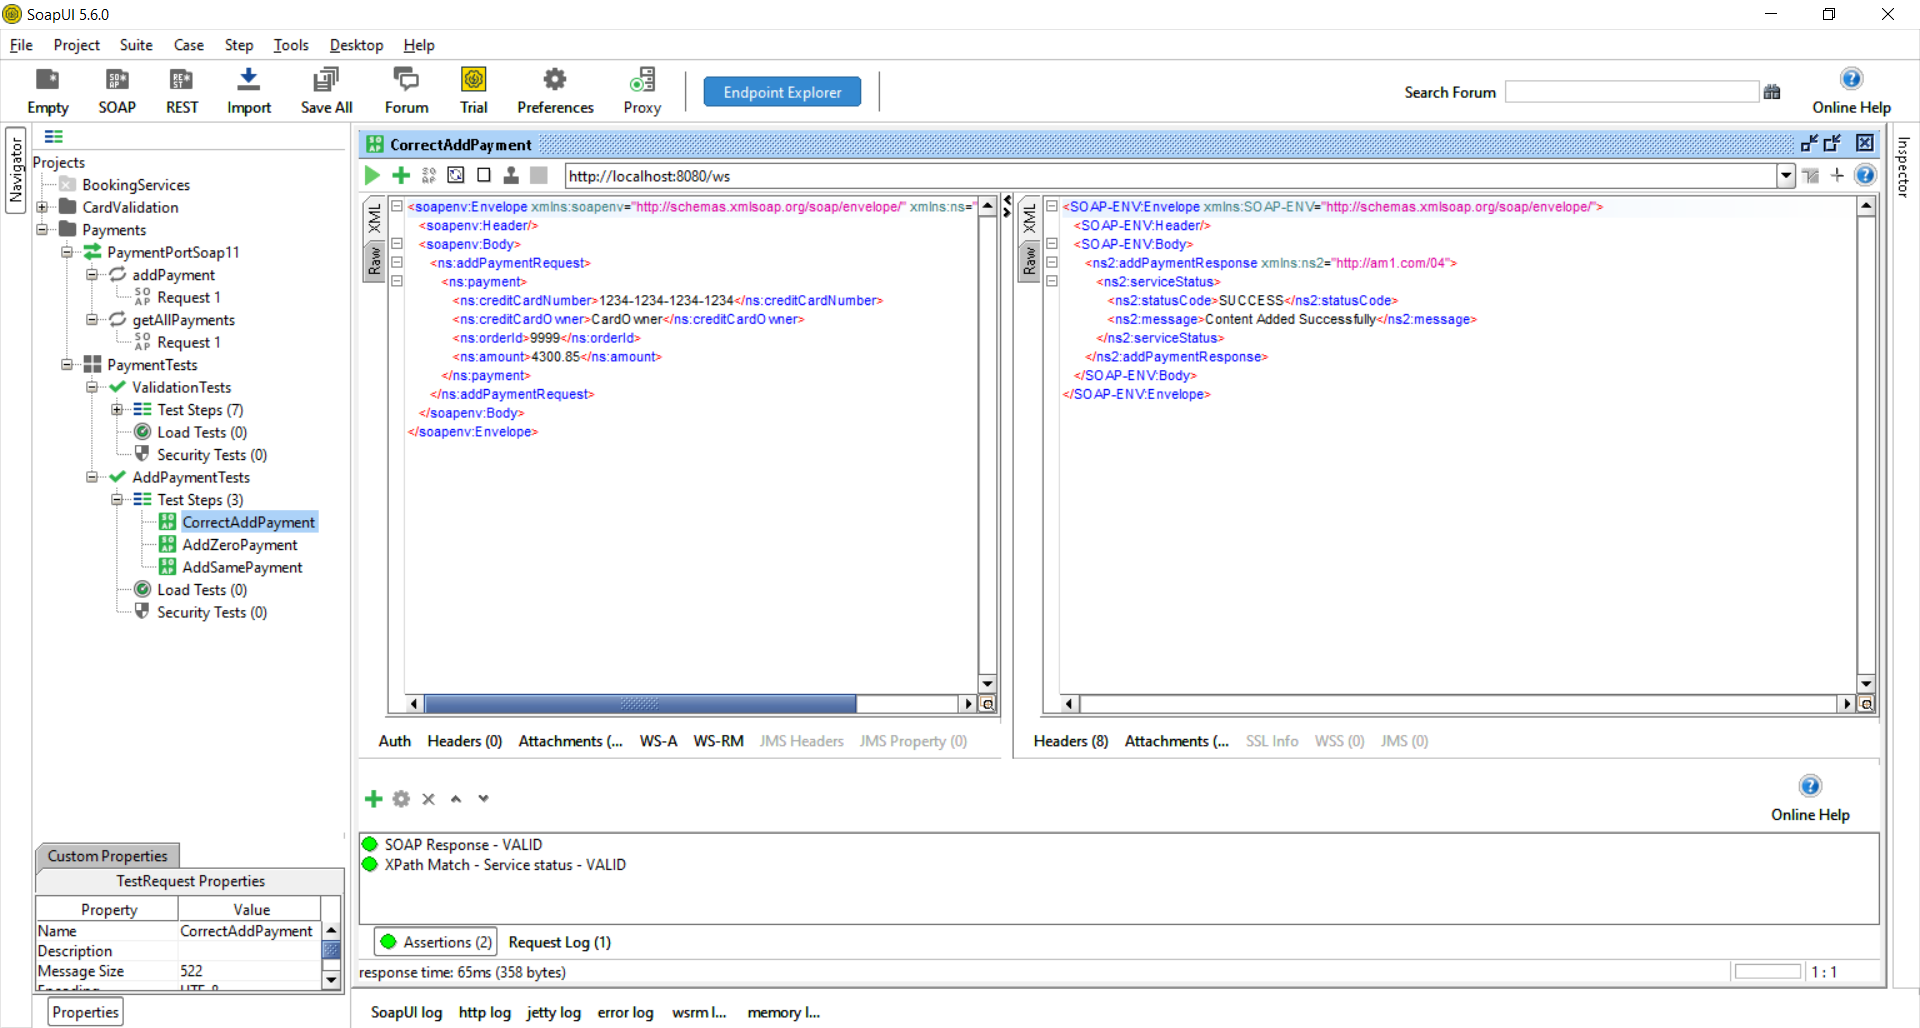 SoapUI 5.6.0
File Project Suite Case Step Tools Desktop Help
Empty SOAP REST Import Save All Forum Trial Preferences Proxy Endpoint Explorer Search Forum Online Help
Navigator
Inspector
Projects
BookingServices
CardValidation
Payments
PaymentPortSoap11
addPayment
Request 1
getAllPayments
Request 1
PaymentTests
ValidationTests
Test Steps (7)
Load Tests (0)
Security Tests (0)
AddPaymentTests
Test Steps (3)
CorrectAddPayment
AddZeroPayment
AddSamePayment
Load Tests (0)
Security Tests (0)
Custom Properties
TestRequest Properties
Property Value
Name CorrectAddPayment
Description
Message Size 522
Encoding UTF-8
Properties
CorrectAddPayment
http://localhost:8080/ws
XML
Raw
<soapenv:Envelope xmlns:soapenv="http://schemas.xmlsoap.org/soap/envelope/" xmlns:ns="
<soapenv:Header/>
<soapenv:Body>
<ns:addPaymentRequest>
<ns:payment>
<ns:creditCardNumber>1234-1234-1234-1234</ns:creditCardNumber>
<ns:creditCardOwner>CardOwner</ns:creditCardOwner>
<ns:orderId>9999</ns:orderId>
<ns:amount>4300.85</ns:amount>
</ns:payment>
</ns:addPaymentRequest>
</soapenv:Body>
</soapenv:Envelope>
Auth Headers (0) Attachments (... WS-A WS-RM JMS Headers JMS Property (0)
XML
Raw
<SOAP-ENV:Envelope xmlns:SOAP-ENV="http://schemas.xmlsoap.org/soap/envelope/">
<SOAP-ENV:Header/>
<SOAP-ENV:Body>
<ns2:addPaymentResponse xmlns:ns2="http://am1.com/04">
<ns2:serviceStatus>
<ns2:statusCode>SUCCESS</ns2:statusCode>
<ns2:message>Content Added Successfully</ns2:message>
</ns2:serviceStatus>
</ns2:addPaymentResponse>
</SOAP-ENV:Body>
</SOAP-ENV:Envelope>
Headers (8) Attachments (... SSL Info WSS (0) JMS (0)
Online Help
SOAP Response - VALID
XPath Match - Service status - VALID
Assertions (2) Request Log (1)
response time: 65ms (358 bytes)
1 : 1
SoapUI log http log jetty log error log wsrm l... memory l...